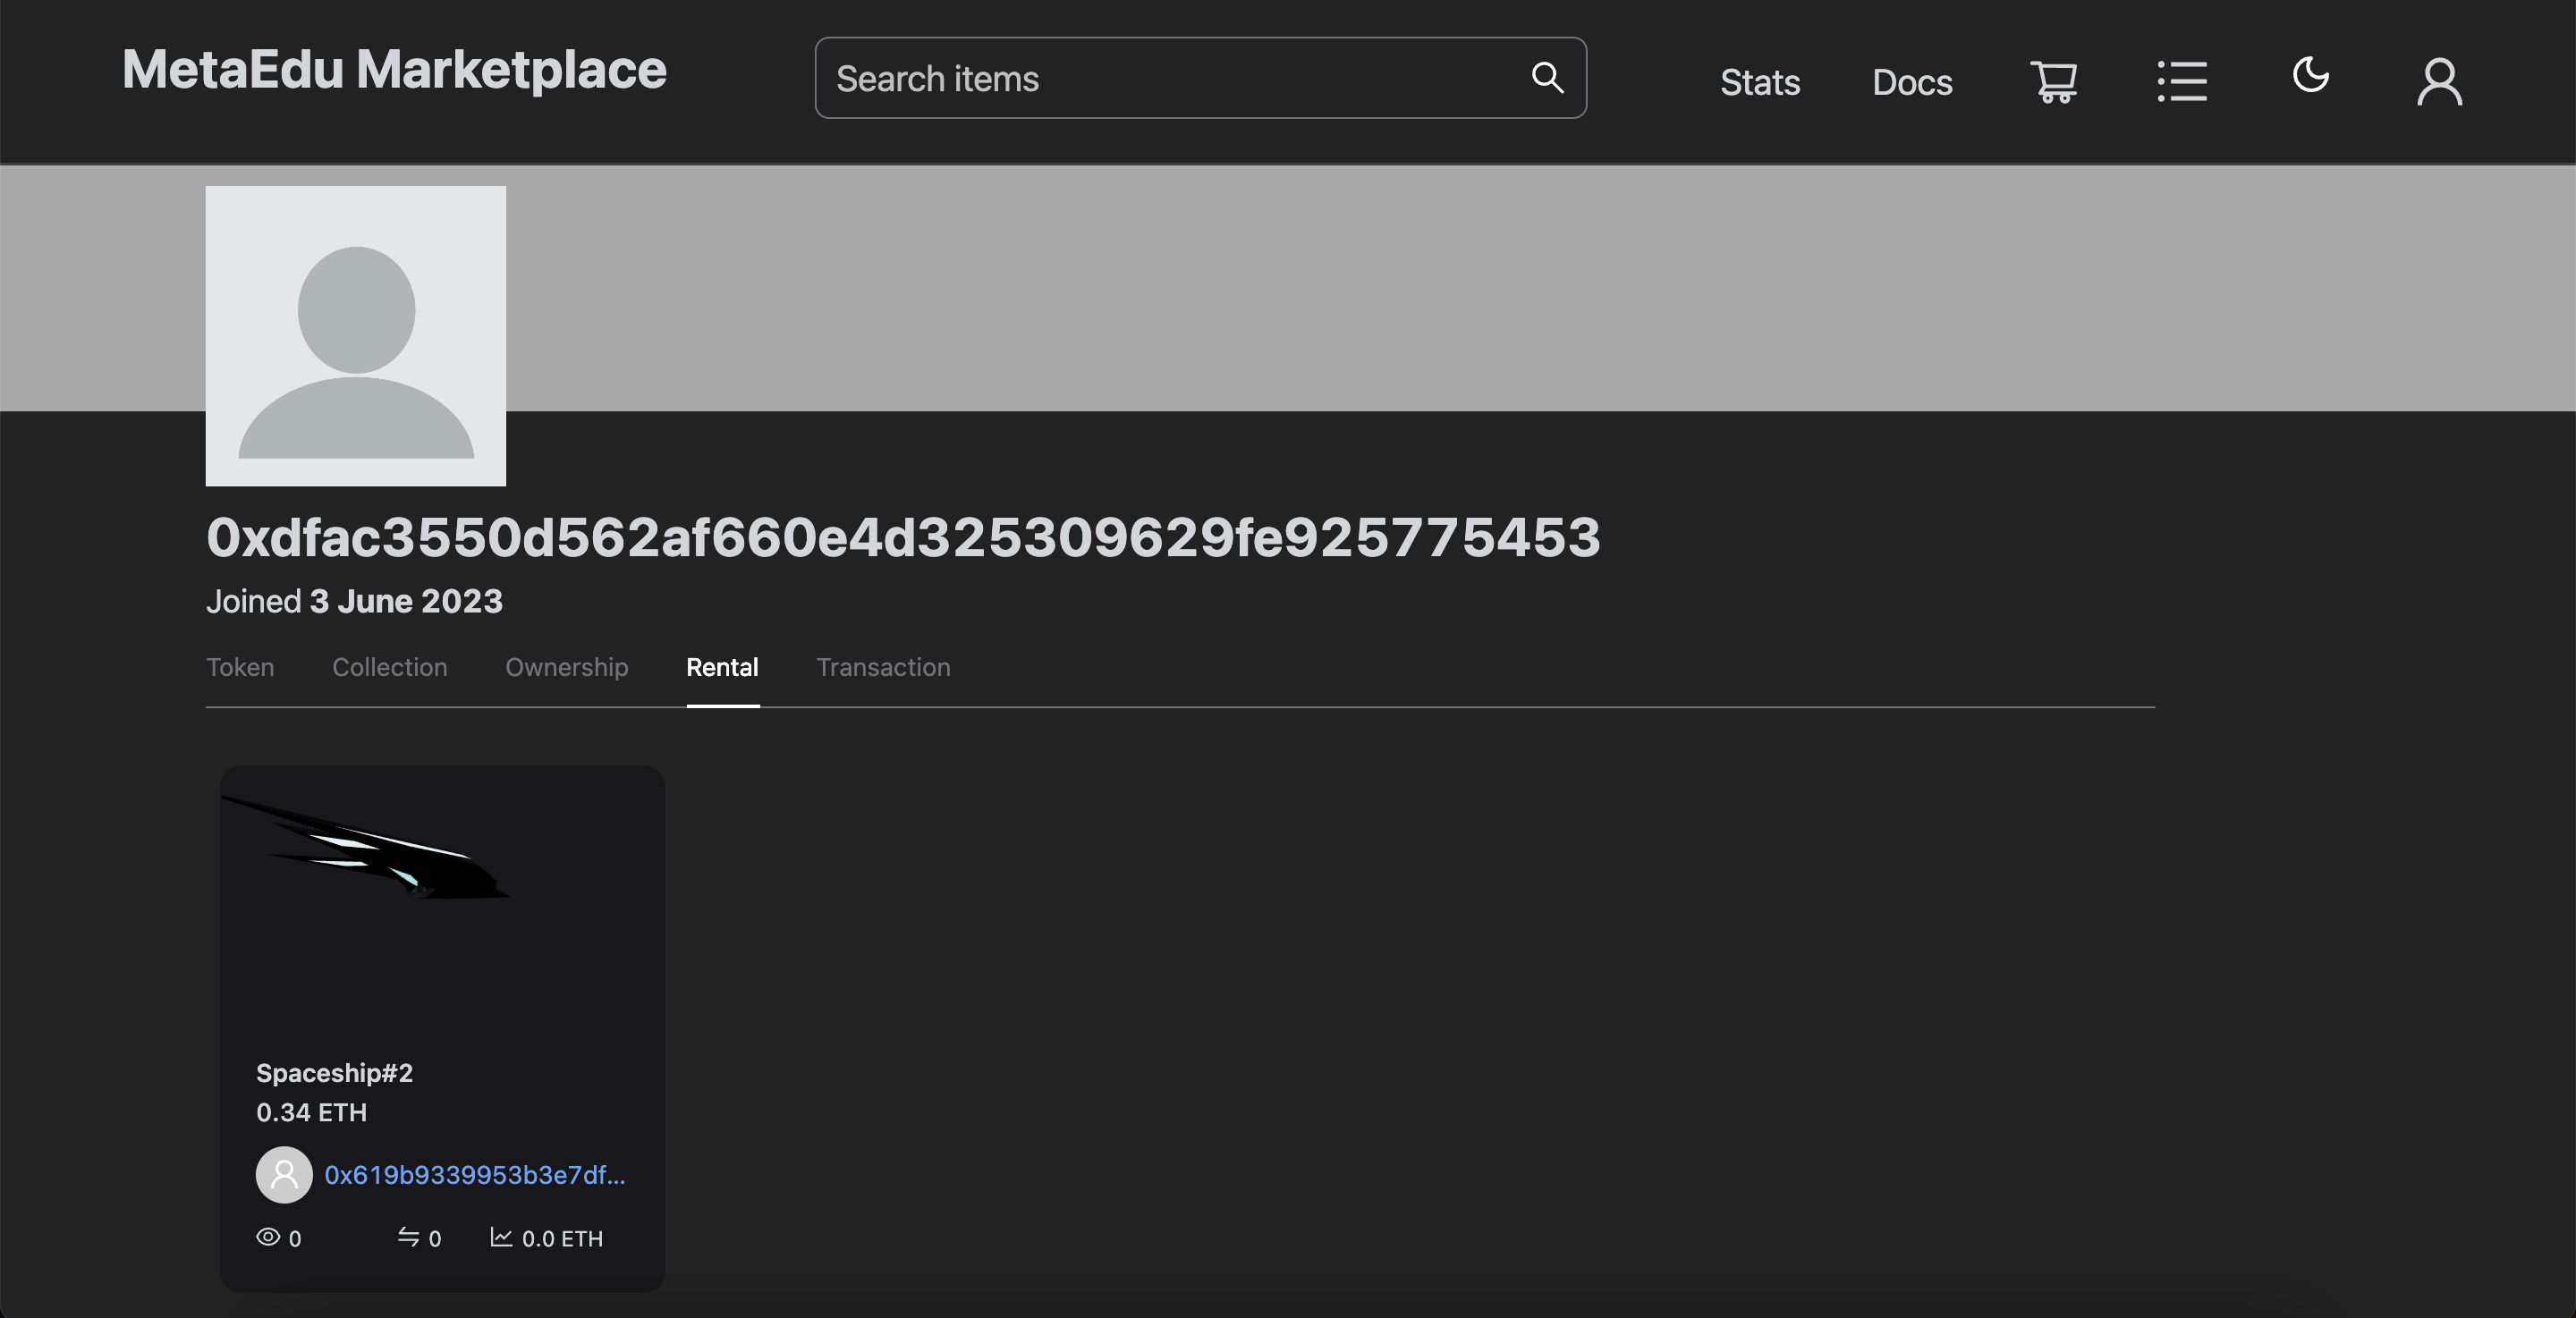 MetaEdu Marketplace
Search items
Stats
Docs
0xdfac3550d562af660e4d325309629fe925775453
Joined 3 June 2023
Token
Collection
Ownership
Rental
Transaction
Spaceship#2
0.34 ETH
0x619b9339953b3e7df...
0
0
0.0 ETH